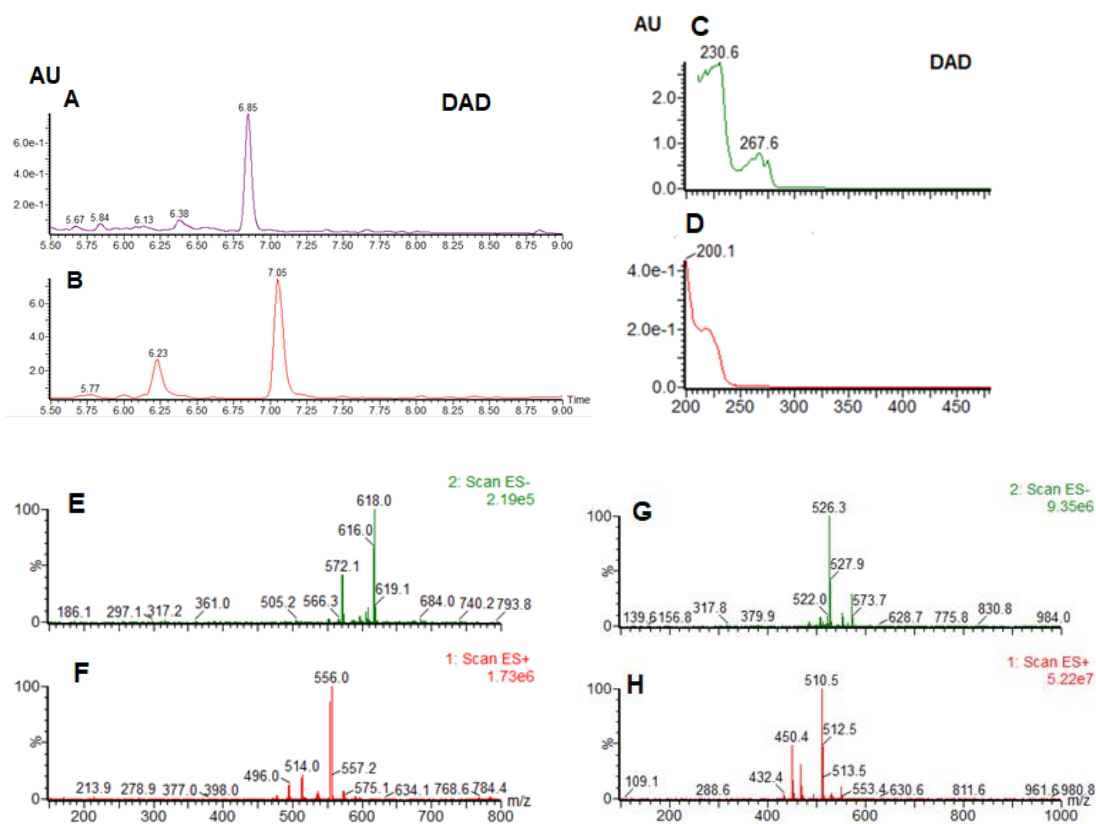 AU
A
DAD
6.85
6.0e-1
4.0e-1
2.0e-1
5.67 5.84 6.13 6.38
5.50 5.75 6.00 6.25 6.50 6.75 7.00 7.25 7.50 7.75 8.00 8.25 8.50 8.75 9.00
B
7.05
6.0
4.0
2.0
6.23
5.77
Time
5.50 5.75 6.00 6.25 6.50 6.75 7.00 7.25 7.50 7.75 8.00 8.25 8.50 8.75 9.00
AU
C
DAD
230.6
2.0
1.0
0.0
267.6
D
200.1
4.0e-1
2.0e-1
0.0
200 250 300 350 400 450
E
2: Scan ES-
2.19e5
100
%
0
618.0
616.0
572.1
619.1
186.1 297.1 317.2 361.0 505.2 566.3 684.0 740.2 793.8
F
1: Scan ES+
1.73e6
100
%
0
556.0
557.2
514.0
496.0
213.9 278.9 377.0 398.0 575.1 634.1 768.6 784.4
m/z
200 300 400 500 600 700 800
G
2: Scan ES-
9.35e6
100
%
0
526.3
527.9
522.0 573.7
139.6 156.8 317.8 379.9 628.7 775.8 830.8 984.0
H
1: Scan ES+
5.22e7
100
%
0
510.5
512.5
450.4
513.5
432.4
109.1 288.6 553.4 630.6 811.6 961.6 980.8
m/z
200 400 600 800 1000